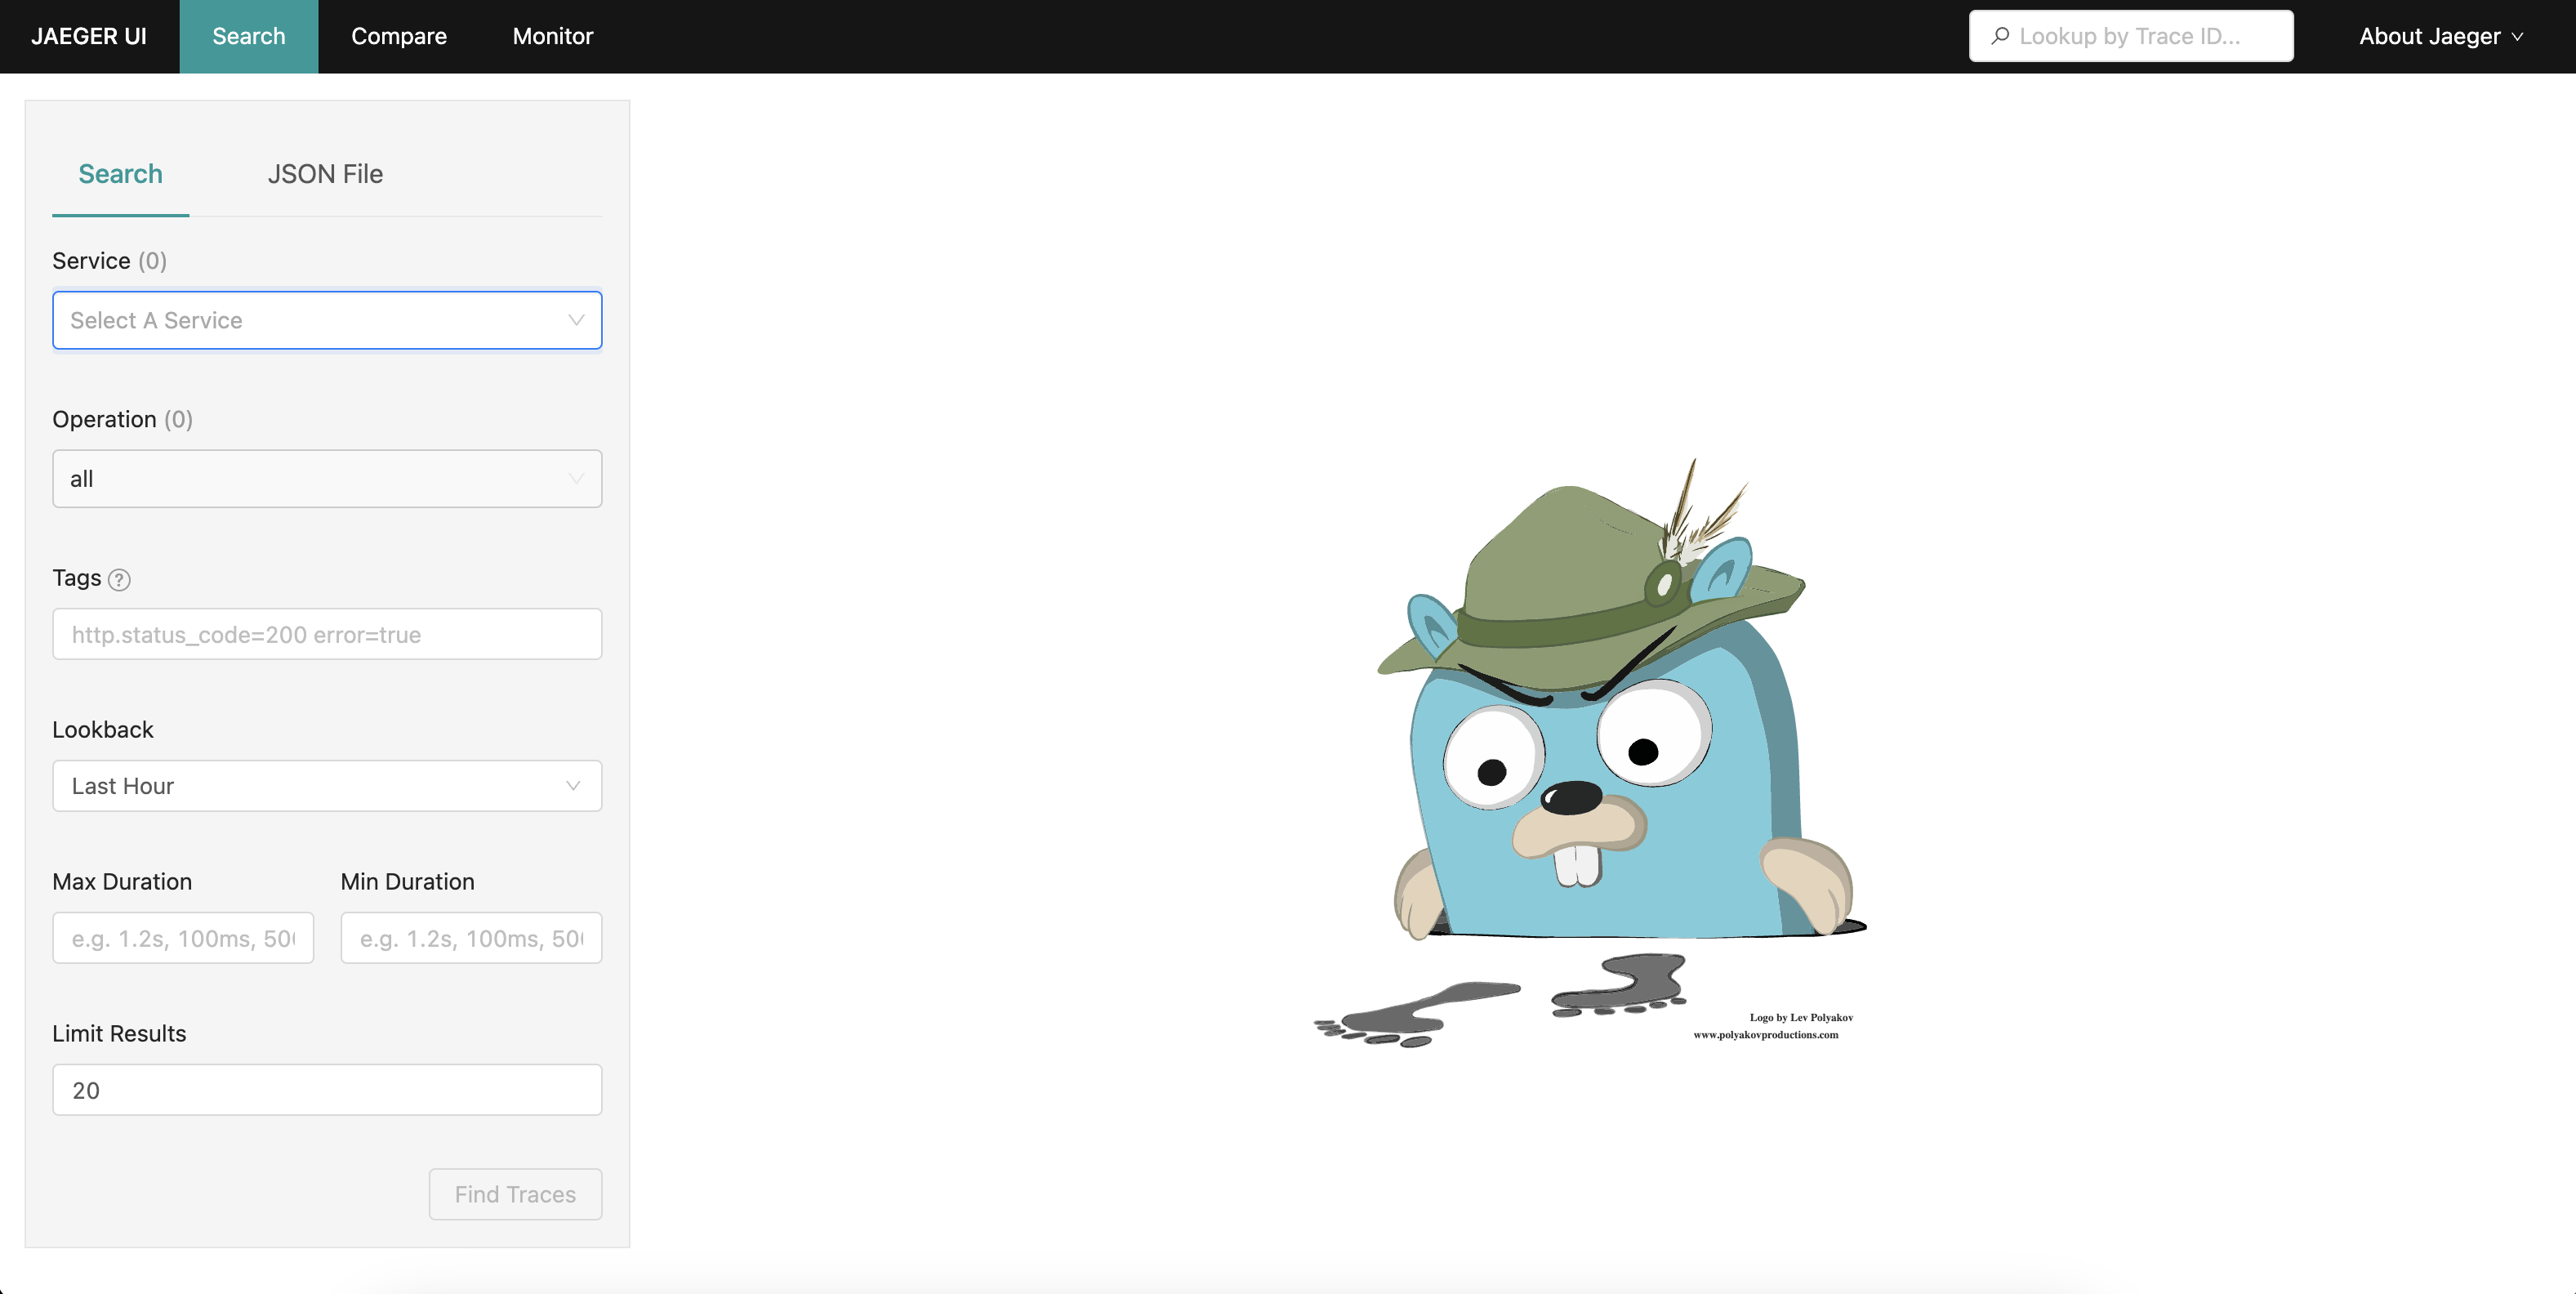 JAEGER UI Search Compare Monitor Lookup by Trace ID... About Jaeger
Search JSON File
Service (0)
Select A Service
Operation (0)
all
Tags ?
http.status_code=200 error=true
Lookback
Last Hour
Max Duration Min Duration
e.g. 1.2s, 100ms, 50 e.g. 1.2s, 100ms, 50
Limit Results
20
Find Traces
Logo by Lev Polyakov
www.polyakovproductions.com